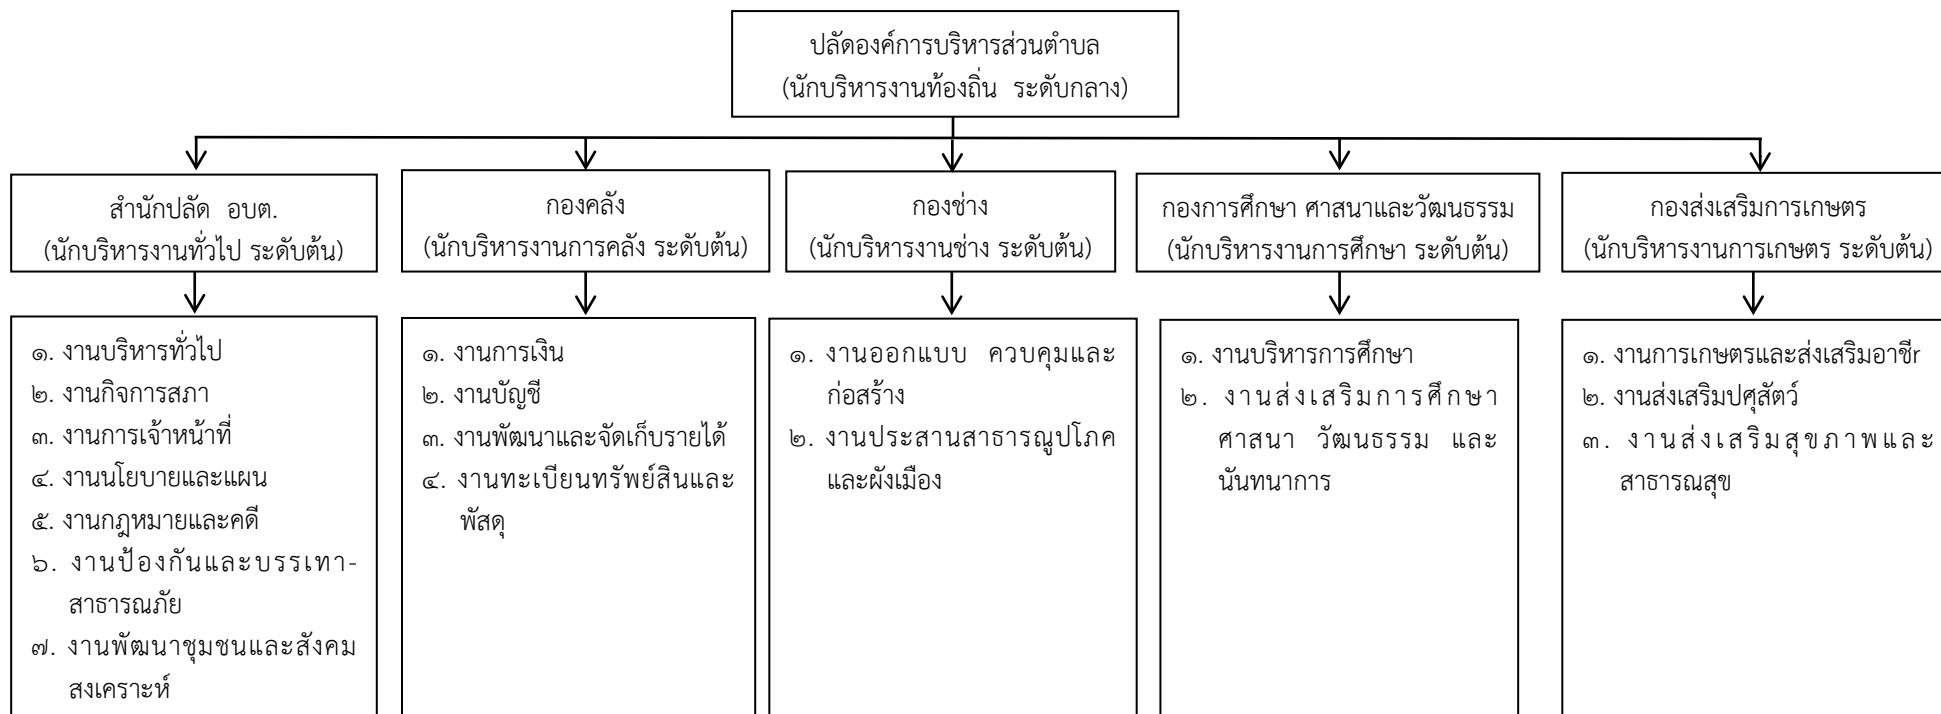 ปลัดองค์การบริหารส่วนตำบล
(นักบริหารงานท้องถิ่น ระดับกลาง)
สำนักปลัด อบต.
(นักบริหารงานทั่วไป ระดับต้น)
กองคลัง
(นักบริหารงานการคลัง ระดับต้น)
กองช่าง
(นักบริหารงานช่าง ระดับต้น)
กองการศึกษา ศาสนาและวัฒนธรรม
(นักบริหารงานการศึกษา ระดับต้น)
กองส่งเสริมการเกษตร
(นักบริหารงานการเกษตร ระดับต้น)
๑. งานบริหารทั่วไป
๒. งานกิจการสภา
๓. งานการเจ้าหน้าที่
๔. งานนโยบายและแผน
๕. งานกฎหมายและคดี
๖. งานป้องกันและบรรเทา-
สาธารณภัย
๗. งานพัฒนาชุมชนและสังคม
สงเคราะห์
๑. งานการเงิน
๒. งานบัญชี
๓. งานพัฒนาและจัดเก็บรายได้
๔. งานทะเบียนทรัพย์สินและ
พัสดุ
๑. งานออกแบบ ควบคุมและ
ก่อสร้าง
๒. งานประสานสาธารณูปโภค
และผังเมือง
๑. งานบริหารการศึกษา
๒. งานส่งเสริมการศึกษา
ศาสนา วัฒนธรรม และ
นันทนาการ
๑. งานการเกษตรและส่งเสริมอาชีr
๒. งานส่งเสริมปศุสัตว์
๓. งานส่งเสริมสุขภาพและ
สาธารณสุข